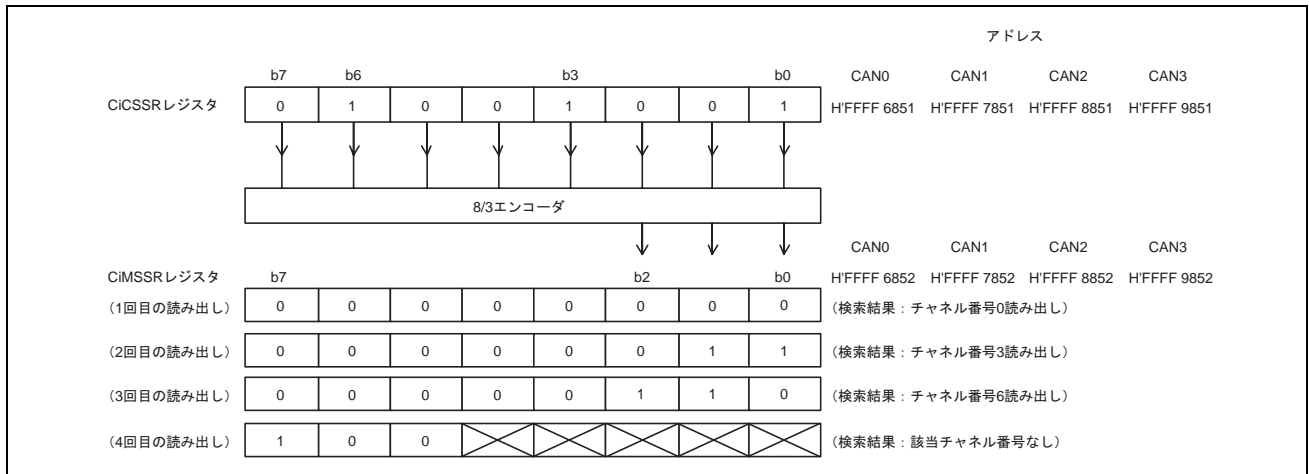 アドレス
b7 b6 b3 b0 CAN0 CAN1 CAN2 CAN3
CiCSSRレジスタ 0 1 0 0 1 0 0 1 H'FFFF 6851 H'FFFF 7851 H'FFFF 8851 H'FFFF 9851
8/3エンコーダ
CAN0 CAN1 CAN2 CAN3
CiMSSRレジスタ b7 b2 b0 H'FFFF 6852 H'FFFF 7852 H'FFFF 8852 H'FFFF 9852
(1回目の読み出し) 0 0 0 0 0 0 0 0 (検索結果:チャネル番号0読み出し)
(2回目の読み出し) 0 0 0 0 0 0 1 1 (検索結果:チャネル番号3読み出し)
(3回目の読み出し) 0 0 0 0 0 1 1 0 (検索結果:チャネル番号6読み出し)
(4回目の読み出し) 1 0 0 (検索結果:該当チャネル番号なし)